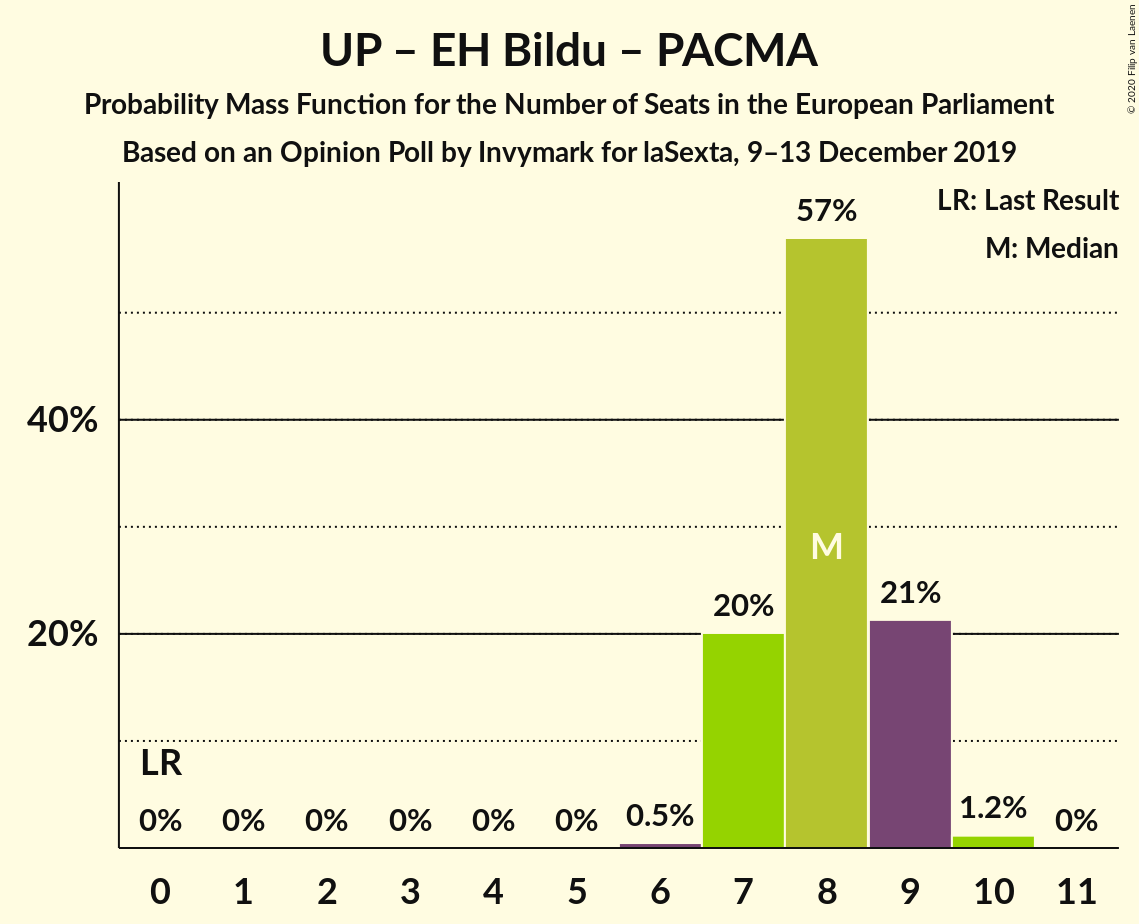 UP – EH Bildu – PACMA
Probability Mass Function for the Number of Seats in the European Parliament
Based on an Opinion Poll by Invymark for laSexta, 9–13 December 2019
© 2020 Filip van Laenen
LR: Last Result
M: Median
57%
40%
M
21%
20%
20%
LR
0% 0% 0% 0% 0% 0% 0.5% 1.2% 0%
0 1 2 3 4 5 6 7 8 9 10 11